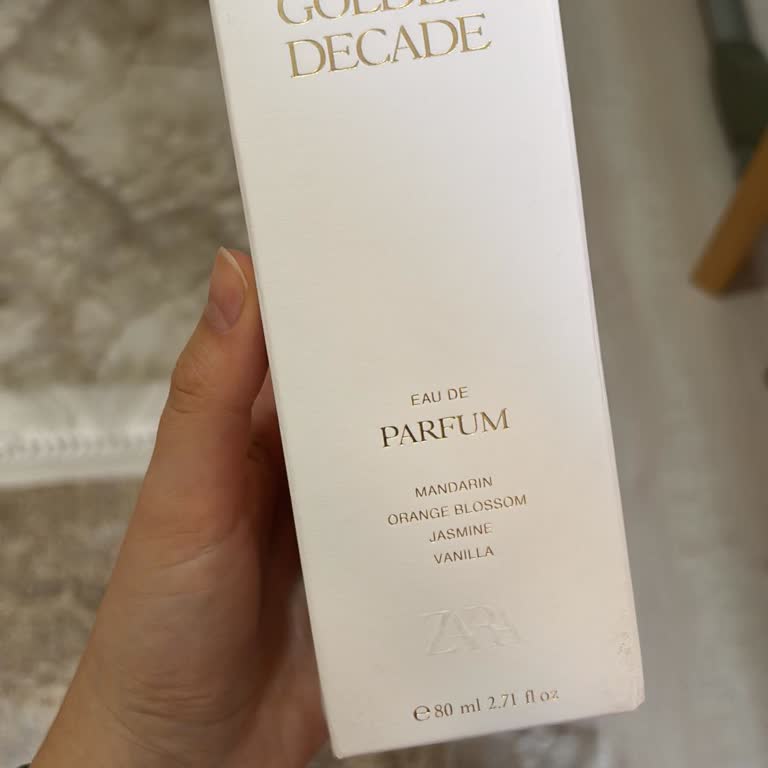 DECADE
EAU DE
PARFUM
MANDARIN
ORANGE BLOSSOM
JASMINE
VANILLA
ZARA
℮80 ml 2.71 fl oz